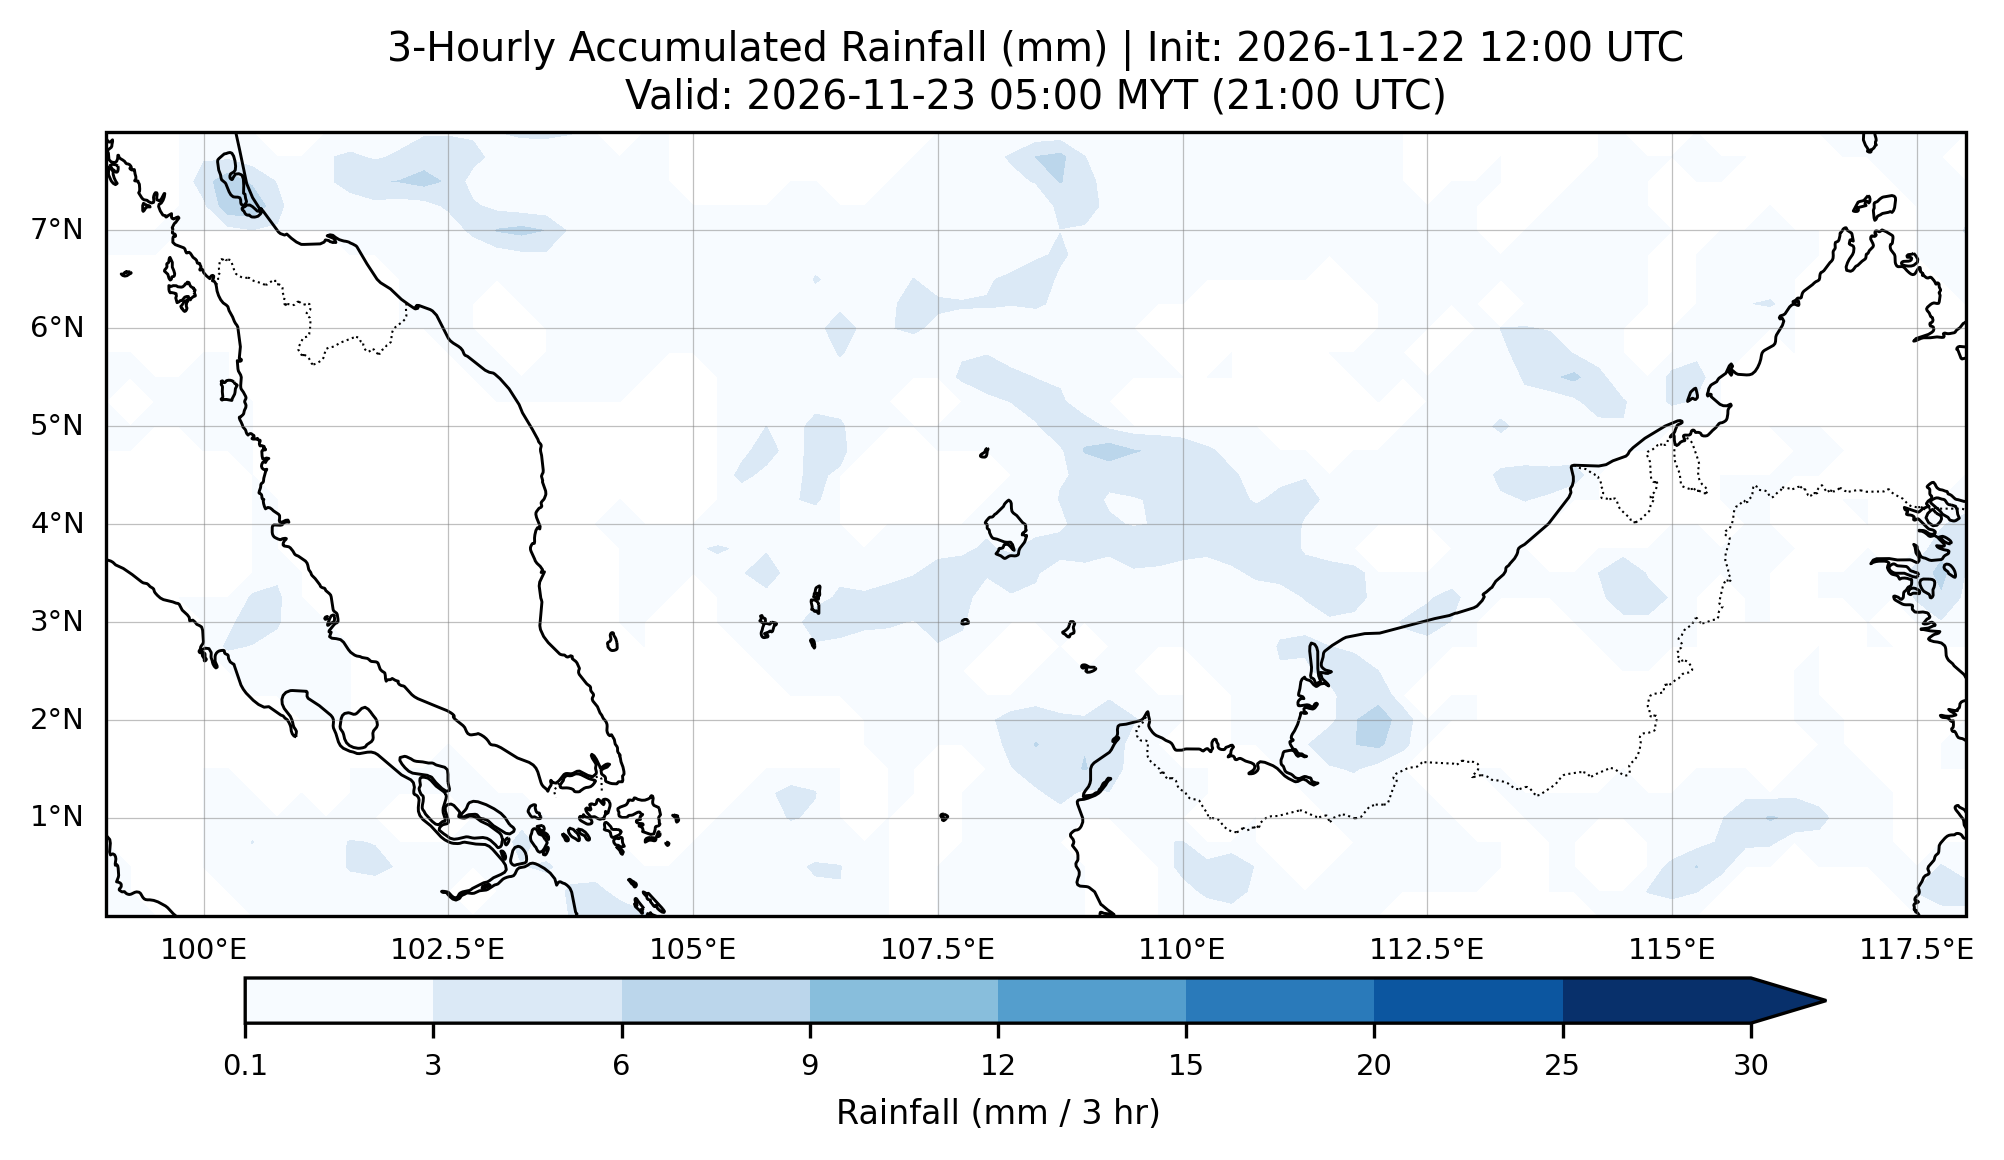 3-Hourly Accumulated Rainfall (mm) | Init: 2026-11-22 12:00 UTC
Valid: 2026-11-23 05:00 MYT (21:00 UTC)
7°N
6°N
5°N
4°N
3°N
2°N
1°N
100°E 102.5°E 105°E 107.5°E 110°E 112.5°E 115°E 117.5°E
0.1 3 6 9 12 15 20 25 30
Rainfall (mm / 3 hr)